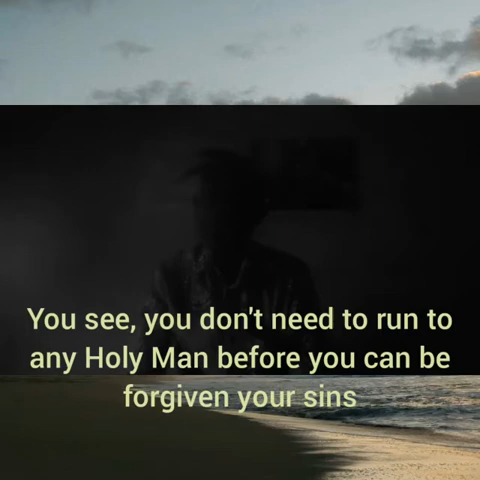 You see, you don't need to run to
any Holy Man before you can be
forgiven your sins